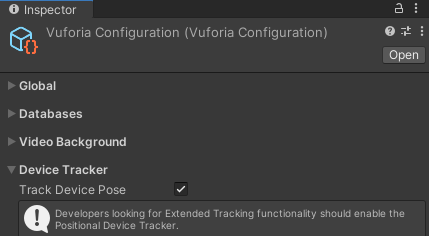 Inspector
Vuforia Configuration (Vuforia Configuration)
Open
Global
Databases
Video Background
Device Tracker
Track Device Pose
Developers looking for Extended Tracking functionality should enable the
Positional Device Tracker.